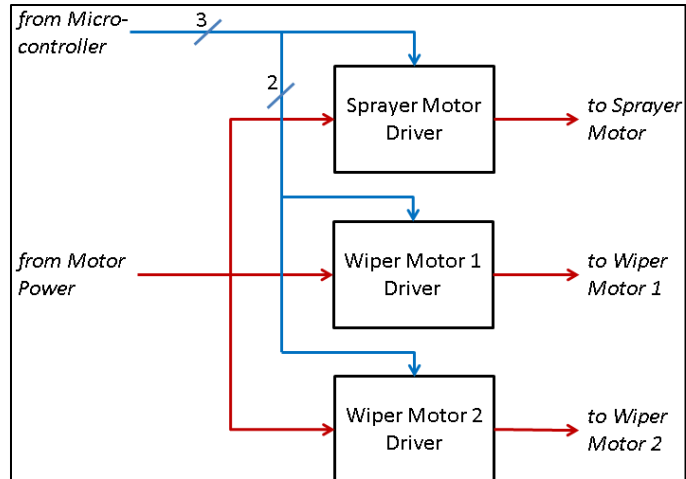 from Micro-
controller
3
2
Sprayer Motor
Driver
to Sprayer
Motor
from Motor
Power
Wiper Motor 1
Driver
to Wiper
Motor 1
Wiper Motor 2
Driver
to Wiper
Motor 2